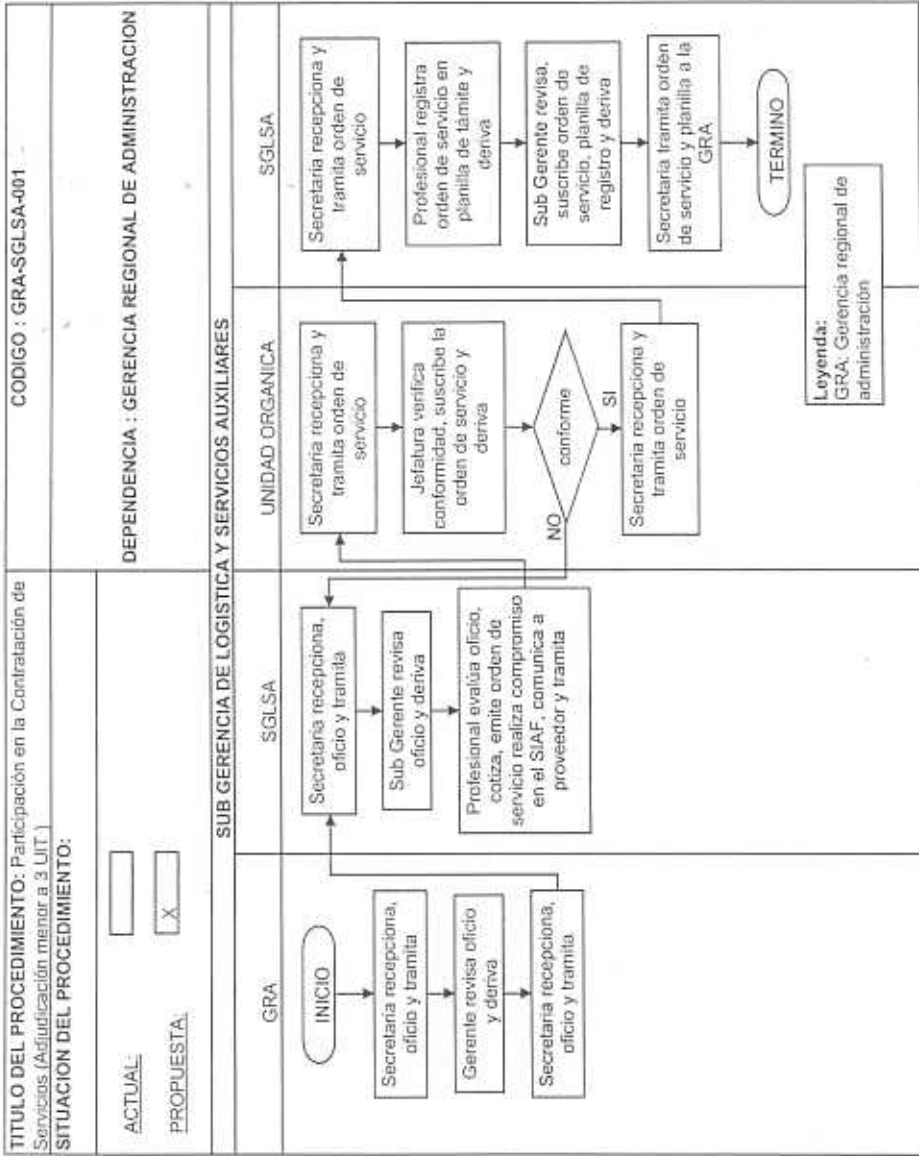 TITULO DEL PROCEDIMIENTO: Participación en la Contratación de
Servicios (Adjudicación menor a 3 UIT )
CODIGO : GRA-SGLSA-001
SITUACION DEL PROCEDIMIENTO:
ACTUAL:
PROPUESTA:
X
DEPENDENCIA : GERENCIA REGIONAL DE ADMINISTRACION
SUB GERENCIA DE LOGISTICA Y SERVICIOS AUXILIARES
GRA
INICIO
Secretaria recepciona,
oficio y tramita
Gerente revisa oficio
y deriva
Secretaria recepciona,
oficio y tramita
SGLSA
Secretaria recepciona,
oficio y tramita
Sub Gerente revisa
oficio y deriva
Profesional evalúa oficio,
cotiza, emite orden de
servicio realiza compromiso
en el SIAF, comunica a
proveedor y tramita
UNIDAD ORGANICA
Secretaria recepciona y
tramita orden de
servicio
Jefatura verifica
conformidad, suscribe la
orden de servicio y
deriva
conforme
NO
SI
Secretaria recepciona y
tramita orden de
servicio
SGLSA
Secretaria recepciona y
tramita orden de
servicio
Profesional registra
orden de servicio en
planilla de támite y
deriva
Sub Gerente revisa,
suscribe orden de
servicio, planilla de
registro y deriva
Secretaria tramita orden
de servicio y planilla a la
GRA
TERMINO
Leyenda:
GRA: Gerencia regional de
administración